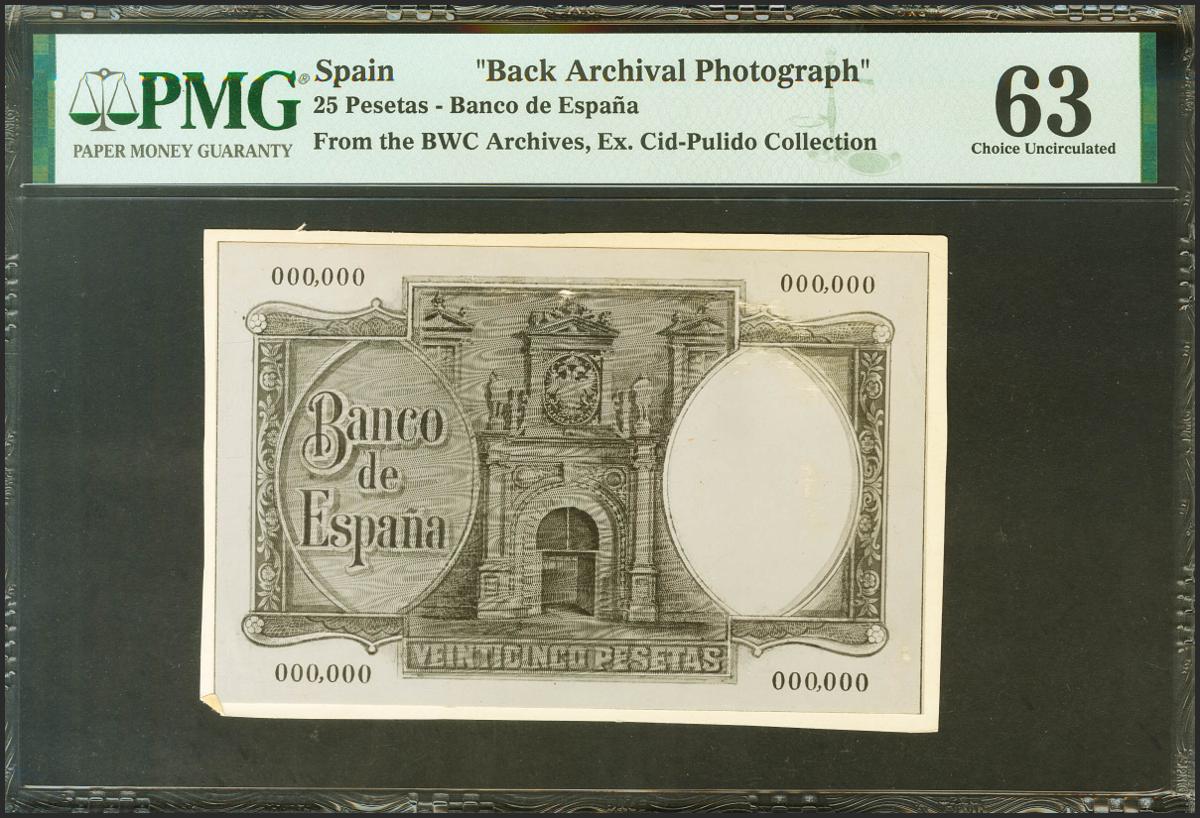 PMG®
PAPER MONEY GUARANTY
Spain "Back Archival Photograph"
25 Pesetas - Banco de España
From the BWC Archives, Ex. Cid-Pulido Collection
63
Choice Uncirculated
000,000 000,000
Banco
de
España
VEINTICINCO PESETAS
000,000 000,000